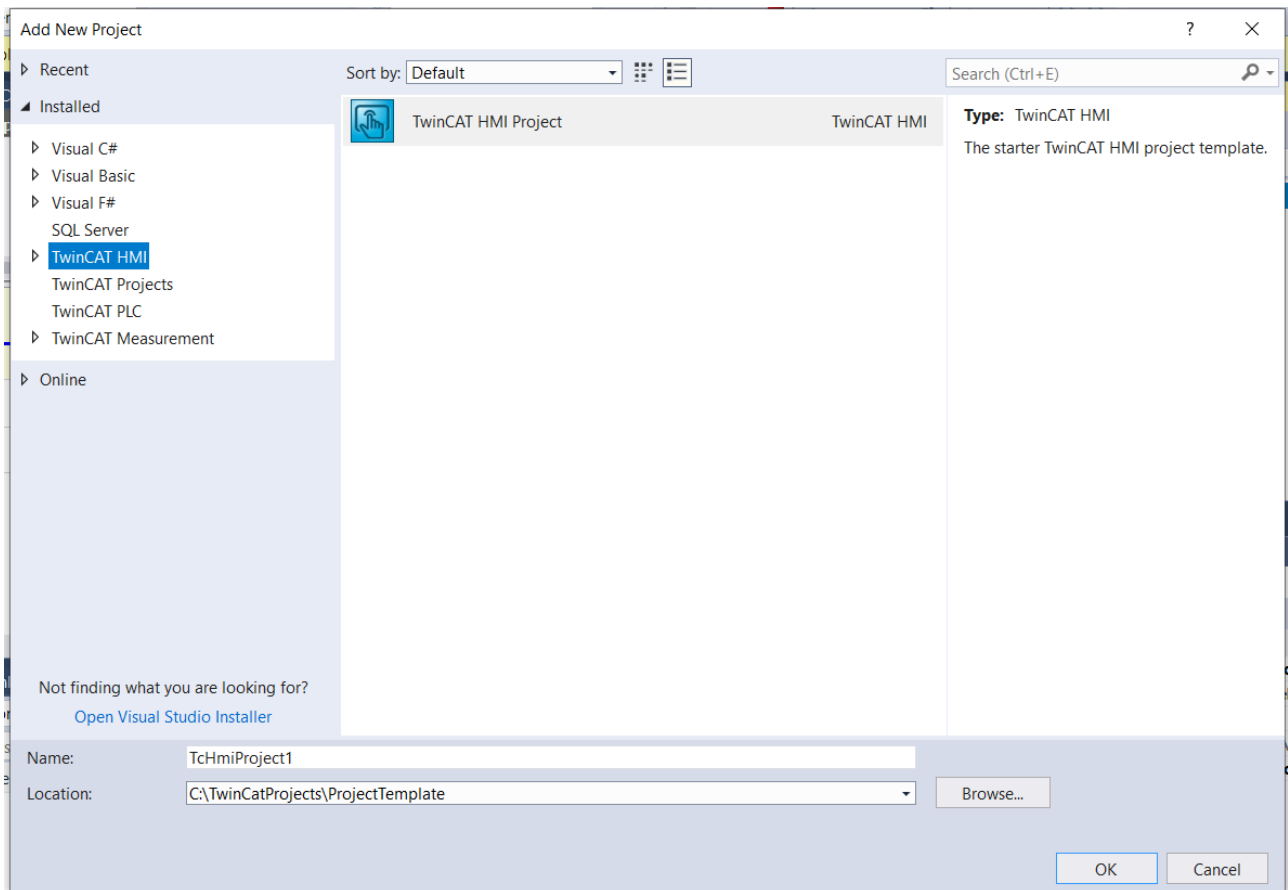 Add New Project
?
Recent
Sort by: Default
Search (Ctrl+E)
Installed
TwinCAT HMI Project TwinCAT HMI
Type: TwinCAT HMI
The starter TwinCAT HMI project template.
Visual C#
Visual Basic
Visual F#
SQL Server
TwinCAT HMI
TwinCAT Projects
TwinCAT PLC
TwinCAT Measurement
Online
Not finding what you are looking for?
Open Visual Studio Installer
Name: TcHmiProject1
Location: C:\TwinCatProjects\ProjectTemplate Browse...
OK Cancel